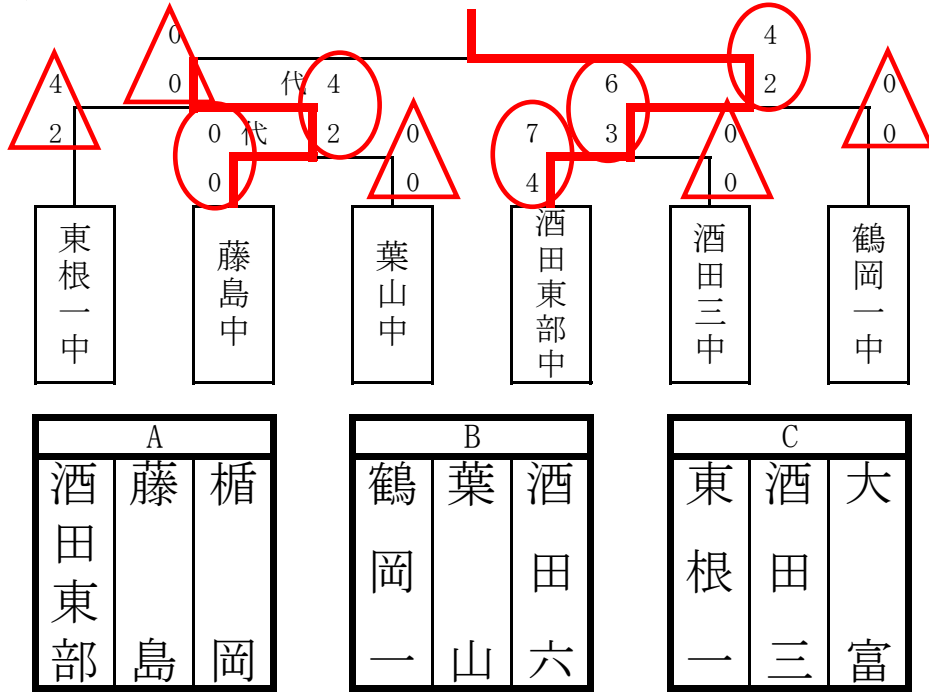 0 4
4 0 代 4 6 2 0
2 0 代 2 0 7 3 0 0
0 0 4 0
東根一中
藤島中
葉山中
酒田東部中
酒田三中
鶴岡一中
A
酒田東部
藤島
楯岡
B
鶴岡一
葉山
酒田六
C
東根一
酒田三
大富